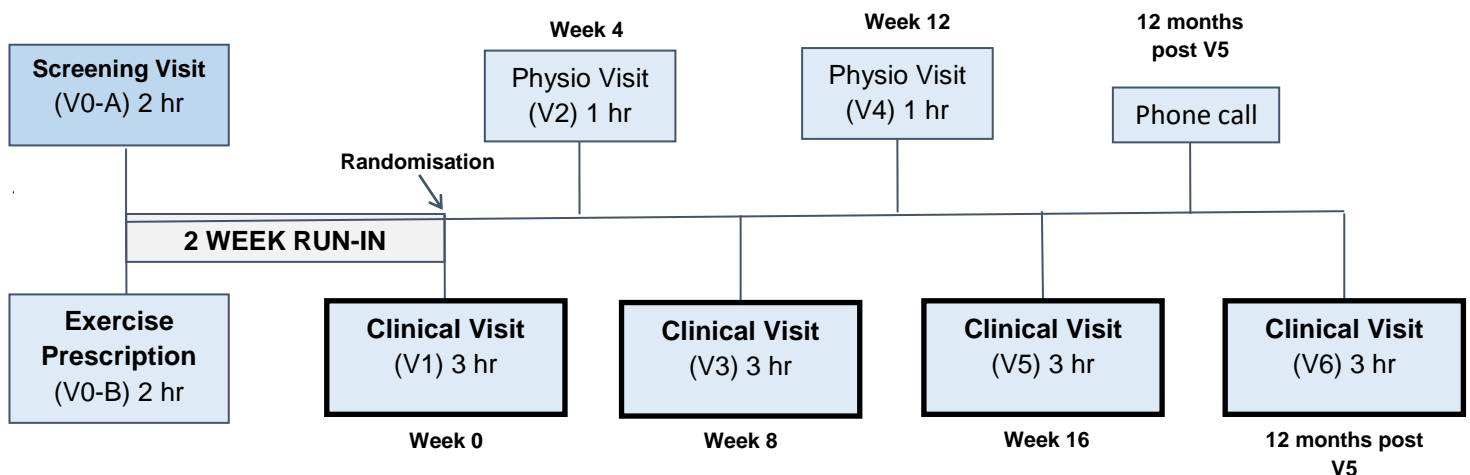 Week 4
Week 12
12 months
post V5
Screening Visit
(V0-A) 2 hr
Physio Visit
(V2) 1 hr
Physio Visit
(V4) 1 hr
Phone call
Randomisation
2 WEEK RUN-IN
Exercise
Prescription
(V0-B) 2 hr
Clinical Visit
(V1) 3 hr
Clinical Visit
(V3) 3 hr
Clinical Visit
(V5) 3 hr
Clinical Visit
(V6) 3 hr
Week 0
Week 8
Week 16
12 months post
V5